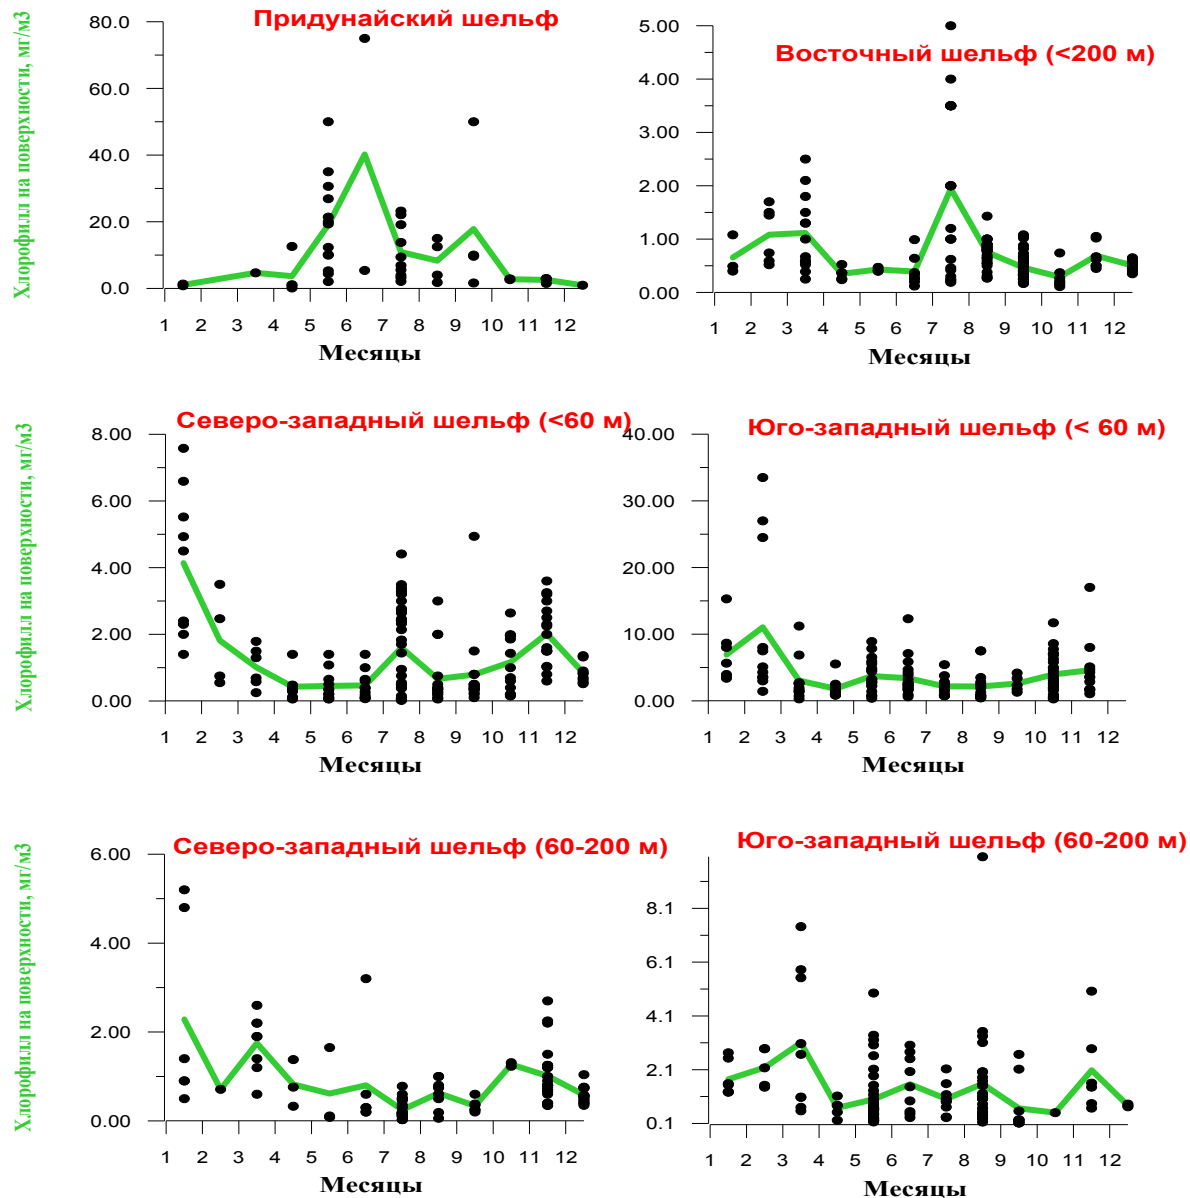 Придунайский шельф
Хлорофилл на поверхности, мг/м3
80.0
60.0
40.0
20.0
0.0
1 2 3 4 5 6 7 8 9 10 11 12
Месяцы
Восточный шельф (<200 м)
5.00
4.00
3.00
2.00
1.00
0.00
1 2 3 4 5 6 7 8 9 10 11 12
Месяцы
Северо-западный шельф (<60 м)
Хлорофилл на поверхности, мг/м3
8.00
6.00
4.00
2.00
0.00
1 2 3 4 5 6 7 8 9 10 11 12
Месяцы
Юго-западный шельф (< 60 м)
40.00
30.00
20.00
10.00
0.00
1 2 3 4 5 6 7 8 9 10 11 12
Месяцы
Северо-западный шельф (60-200 м)
Хлорофилл на поверхности, мг/м3
6.00
4.00
2.00
0.00
1 2 3 4 5 6 7 8 9 10 11 12
Месяцы
Юго-западный шельф (60-200 м)
8.1
6.1
4.1
2.1
0.1
1 2 3 4 5 6 7 8 9 10 11 12
Месяцы